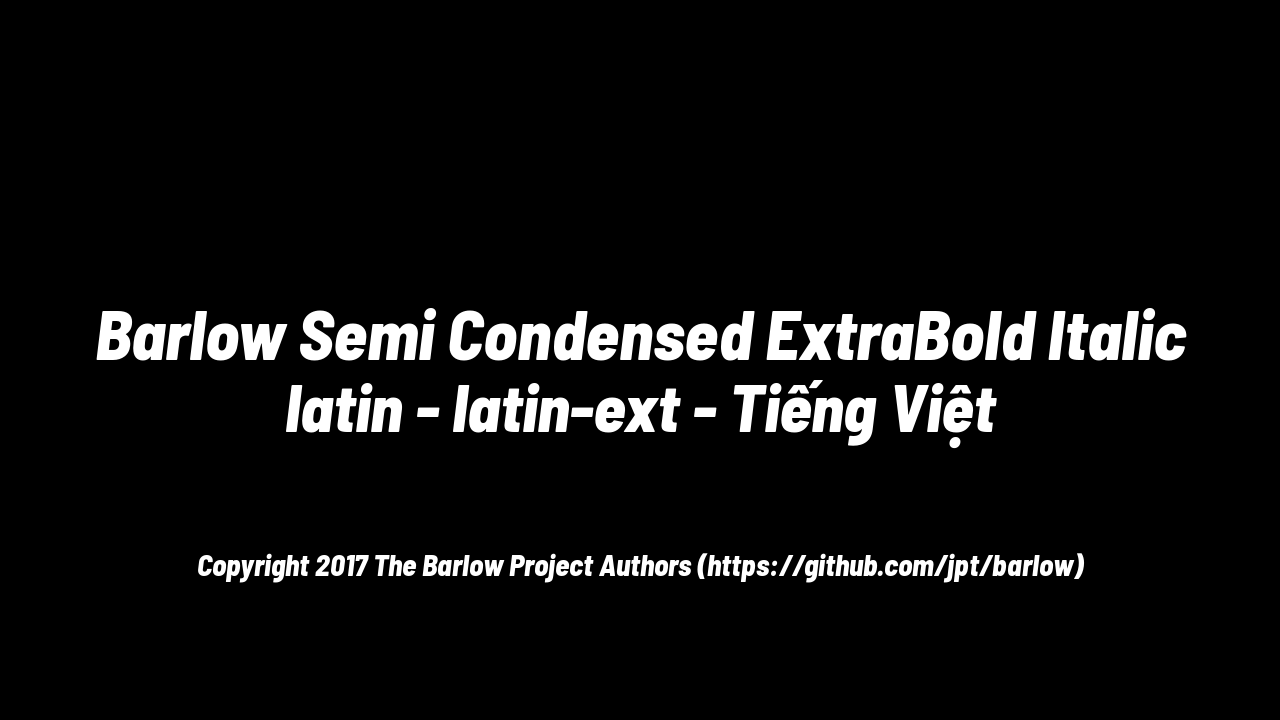 Barlow Semi Condensed ExtraBold Italic
latin - latin-ext - Tiếng Việt
Copyright 2017 The Barlow Project Authors (https://github.com/jpt/barlow)